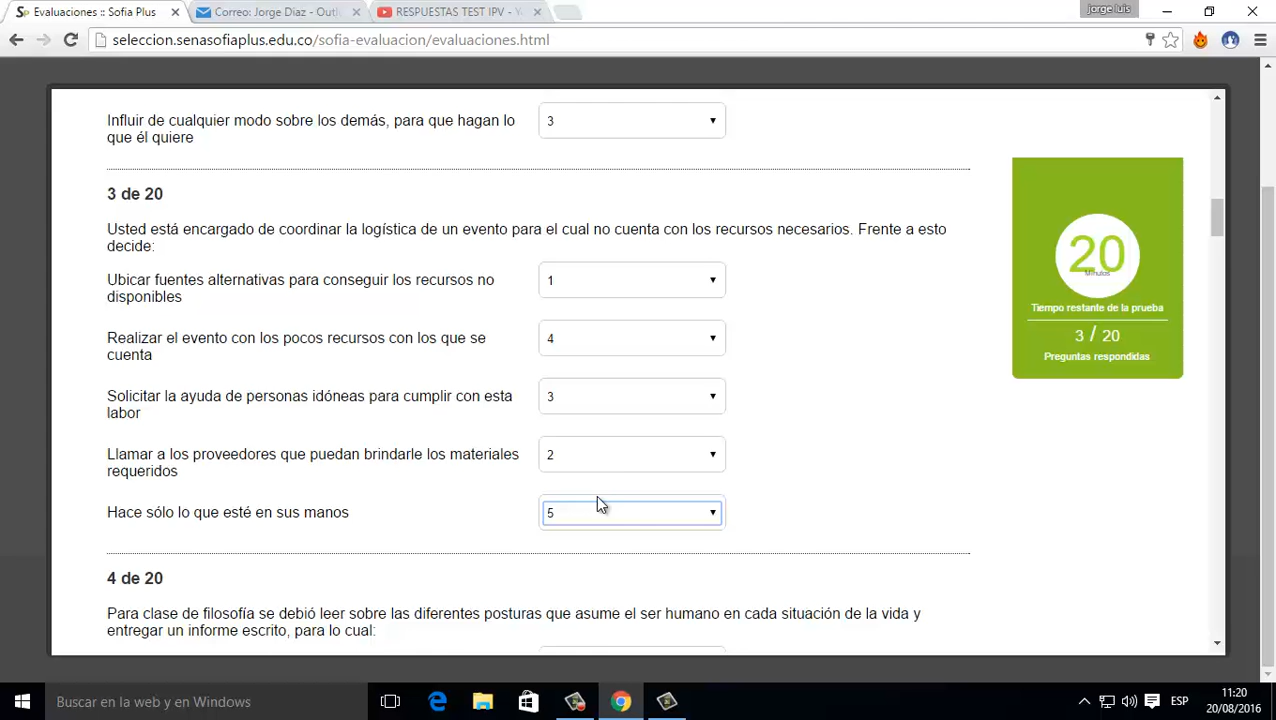 Evaluaciones :: Sofia Plus
Correo: Jorge Diaz - Outl
RESPUESTAS TEST IPV - Y
jorge luis
seleccion.senasofiaplus.edu.co/sofia-evaluacion/evaluaciones.html
Influir de cualquier modo sobre los demás, para que hagan lo
que él quiere
3
3 de 20
Usted está encargado de coordinar la logística de un evento para el cual no cuenta con los recursos necesarios. Frente a esto
decide:
Ubicar fuentes alternativas para conseguir los recursos no
disponibles
1
Realizar el evento con los pocos recursos con los que se
cuenta
4
Solicitar la ayuda de personas idóneas para cumplir con esta
labor
3
Llamar a los proveedores que puedan brindarle los materiales
requeridos
2
Hace sólo lo que esté en sus manos
5
4 de 20
Para clase de filosofía se debió leer sobre las diferentes posturas que asume el ser humano en cada situación de la vida y
entregar un informe escrito, para lo cual:
20
Minutos
Tiempo restante de la prueba
3 / 20
Preguntas respondidas
Buscar en la web y en Windows
ESP
11:20
20/08/2016